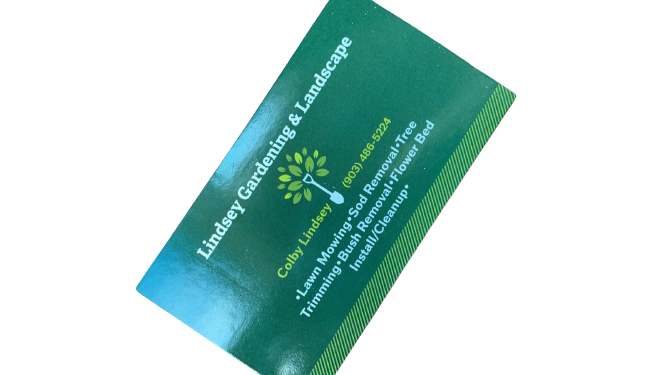 Lindsey Gardening & Landscape
Colby Lindsey (903) 486-5224
•Lawn Mowing•Sod Removal•Tree
Trimming•Bush Removal•Flower Bed
Install/Cleanup•